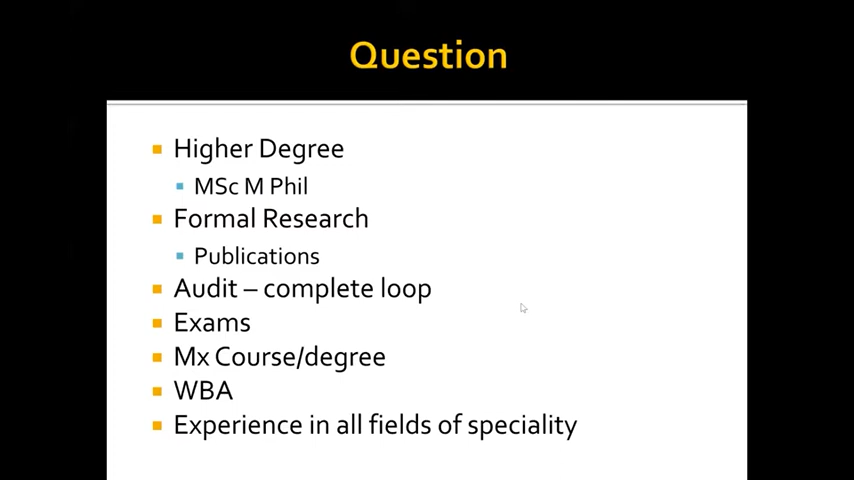 Question
Higher Degree
MSc M Phil
Formal Research
Publications
Audit – complete loop
Exams
Mx Course/degree
WBA
Experience in all fields of speciality